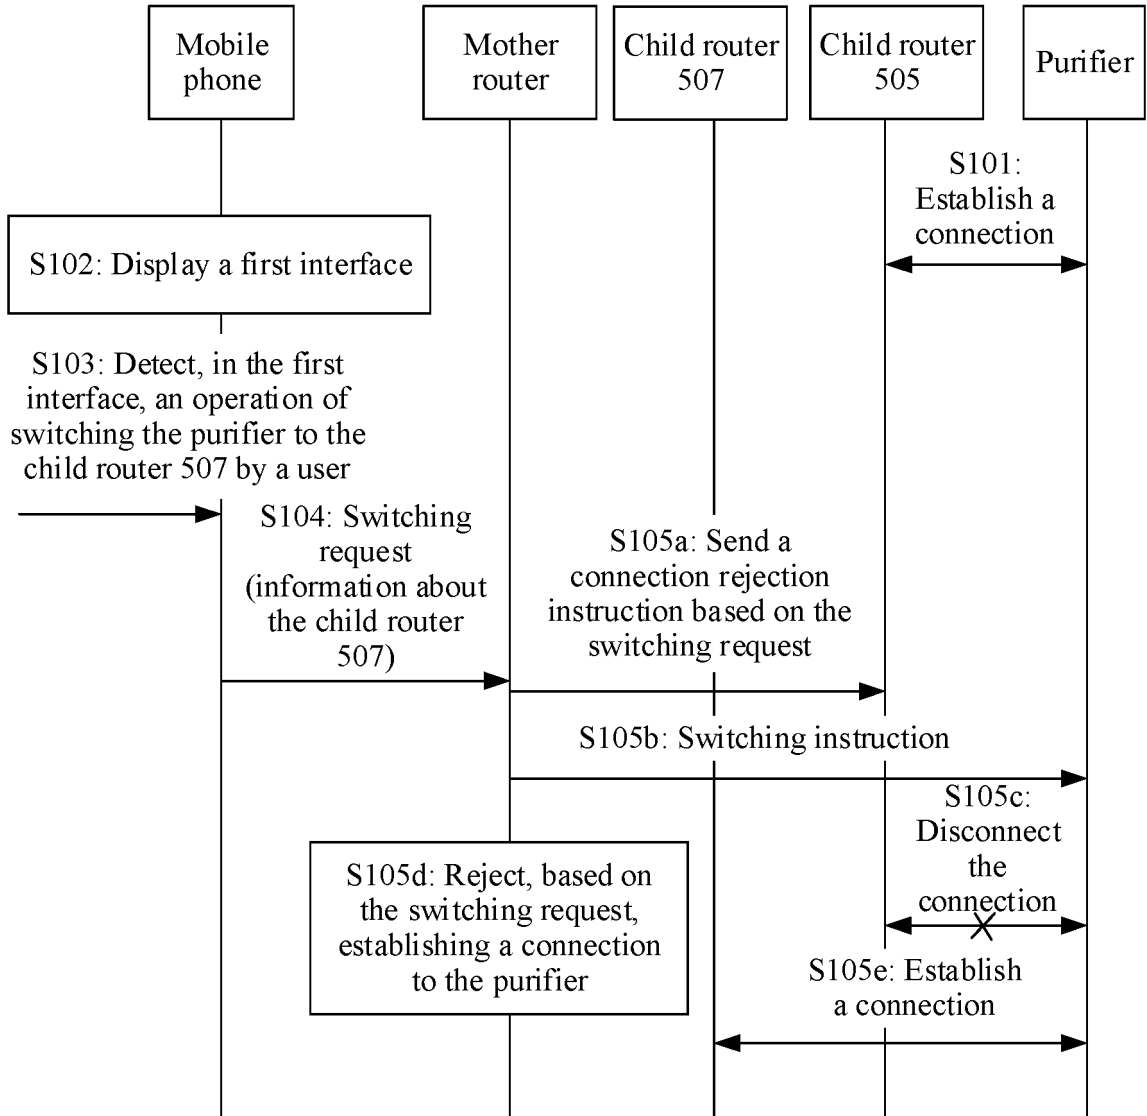 Mobile
phone
Mother
router
Child router
507
Child router
505
Purifier
S101:
Establish a
connection
S102: Display a first interface
S103: Detect, in the first
interface, an operation of
switching the purifier to the
child router 507 by a user
S104: Switching
request
(information about
the child router
507)
S105a: Send a
connection rejection
instruction based on the
switching request
S105b: Switching instruction
S105c:
Disconnect
the
connection
S105d: Reject, based on
the switching request,
establishing a connection
to the purifier
S105e: Establish
a connection